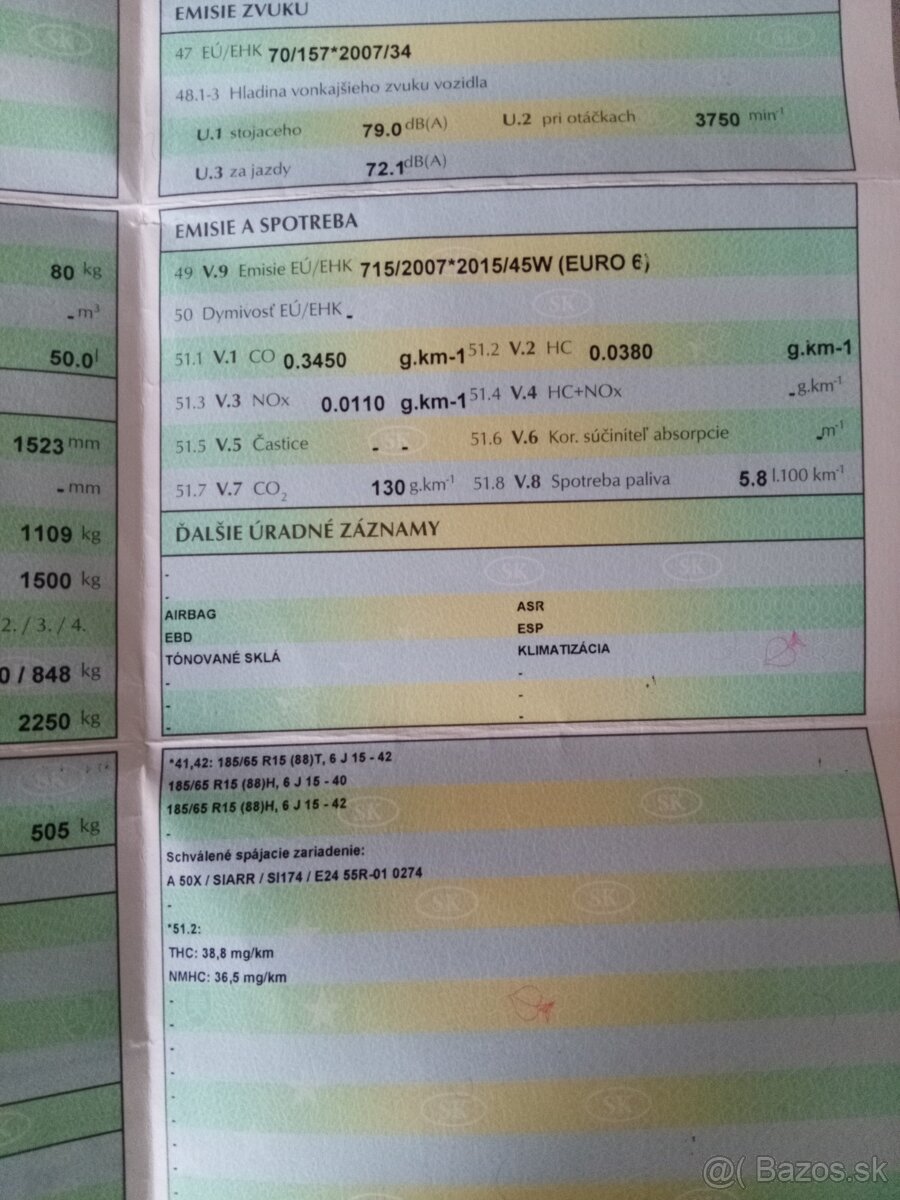 80 kg
- m³
50.0 l
1523 mm
- mm
1109 kg
1500 kg
2. / 3. / 4.
0 / 848 kg
2250 kg
505 kg
EMISIE ZVUKU
47 EÚ/EHK 70/157*2007/34
48.1-3 Hladina vonkajšieho zvuku vozidla
U.1 stojaceho 79.0 dB(A) U.2 pri otáčkach 3750 min-1
U.3 za jazdy 72.1 dB(A)
EMISIE A SPOTREBA
49 V.9 Emisie EÚ/EHK 715/2007*2015/45W (EURO 6)
50 Dymivosť EÚ/EHK -
51.1 V.1 CO 0.3450 g.km-1 51.2 V.2 HC 0.0380 g.km-1
51.3 V.3 NOx 0.0110 g.km-1 51.4 V.4 HC+NOx - g.km-1
51.5 V.5 Častice - - 51.6 V.6 Kor. súčiniteľ absorpcie - m-1
51.7 V.7 CO2 130 g.km-1 51.8 V.8 Spotreba paliva 5.8 l.100 km-1
ĎALŠIE ÚRADNÉ ZÁZNAMY
-
-
AIRBAG ASR
EBD ESP
TÓNOVANÉ SKLÁ KLIMATIZÁCIA
- -
- -
-
*41,42: 185/65 R15 (88)T, 6 J 15 - 42
185/65 R15 (88)H, 6 J 15 - 40
185/65 R15 (88)H, 6 J 15 - 42
-
Schválené spájacie zariadenie:
A 50X / SIARR / SI174 / E24 55R-01 0274
-
*51.2:
THC: 38,8 mg/km
NMHC: 36,5 mg/km
-
-
-
-
-
-
-
-
-
@( Bazos.sk